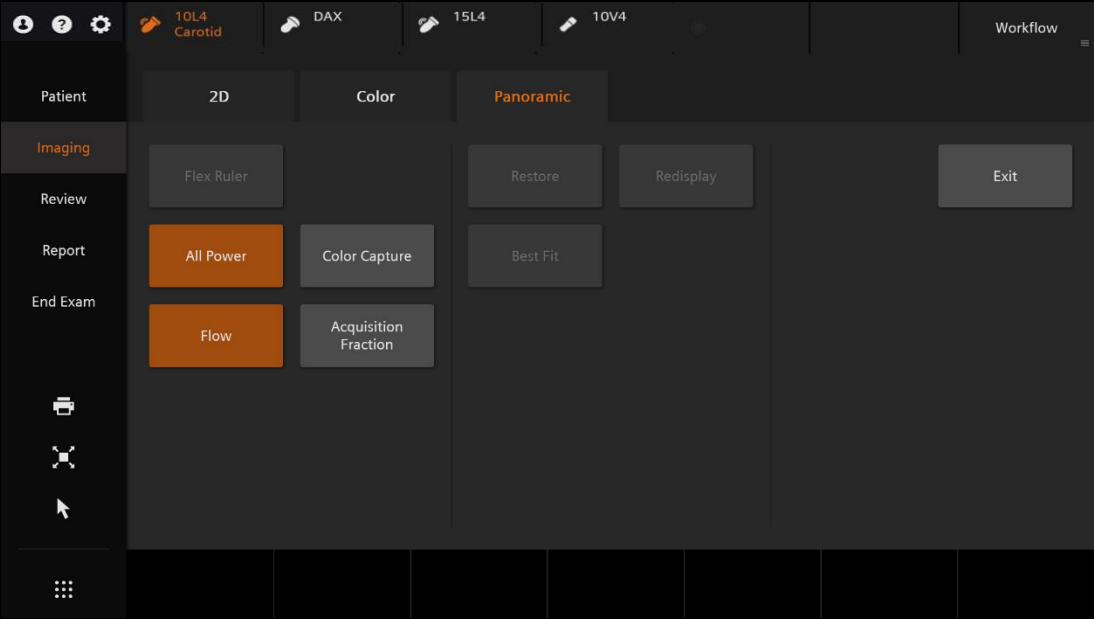 10L4
Carotid
DAX
15L4
10V4
Workflow
Patient
Imaging
Review
Report
End Exam
2D
Color
Panoramic
Flex Ruler
Restore
Redisplay
Exit
All Power
Color Capture
Best Fit
Flow
Acquisition
Fraction